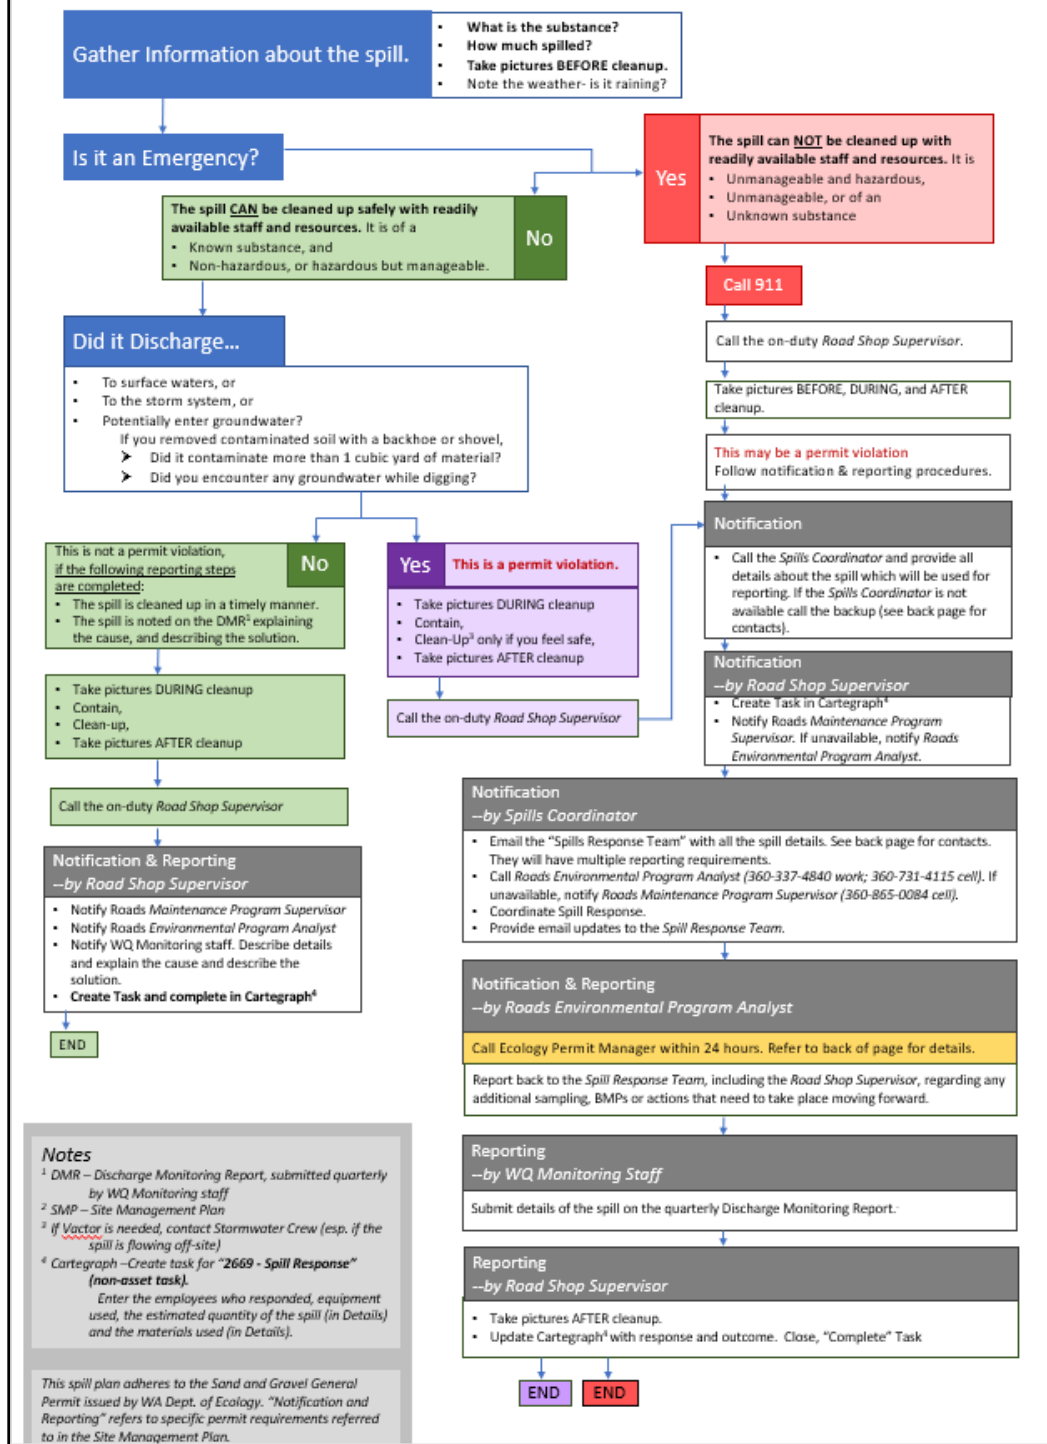 Gather Information about the spill.
• What is the substance?
• How much spilled?
• Take pictures BEFORE cleanup.
• Note the weather- is it raining?
Is it an Emergency?
Yes
The spill can NOT be cleaned up with
readily available staff and resources. It is
• Unmanageable and hazardous,
• Unmanageable, or of an
• Unknown substance
The spill CAN be cleaned up safely with readily
available staff and resources. It is of a
• Known substance, and
• Non-hazardous, or hazardous but manageable.
No
Call 911
Call the on-duty Road Shop Supervisor.
Take pictures BEFORE, DURING, and AFTER
cleanup.
This may be a permit violation
Follow notification & reporting procedures.
Did it Discharge...
• To surface waters, or
• To the storm system, or
• Potentially enter groundwater?
If you removed contaminated soil with a backhoe or shovel,
➤ Did it contaminate more than 1 cubic yard of material?
➤ Did you encounter any groundwater while digging?
This is not a permit violation,
if the following reporting steps
are completed:
• The spill is cleaned up in a timely manner.
• The spill is noted on the DMR¹ explaining
the cause, and describing the solution.
No
Yes
This is a permit violation.
• Take pictures DURING cleanup
• Contain,
• Clean-Up³ only if you feel safe,
• Take pictures AFTER cleanup
Call the on-duty Road Shop Supervisor
Notification
• Call the Spills Coordinator and provide all
details about the spill which will be used for
reporting. If the Spills Coordinator is not
available call the backup (see back page for
contacts).
Notification
--by Road Shop Supervisor
• Create Task in Cartegraph⁴
• Notify Roads Maintenance Program
Supervisor. If unavailable, notify Roads
Environmental Program Analyst.
• Take pictures DURING cleanup
• Contain,
• Clean-up,
• Take pictures AFTER cleanup
Call the on-duty Road Shop Supervisor
Notification & Reporting
--by Road Shop Supervisor
• Notify Roads Maintenance Program Supervisor
• Notify Roads Environmental Program Analyst
• Notify WQ Monitoring staff. Describe details
and explain the cause and describe the
solution.
• Create Task and complete in Cartegraph⁴
END
Notification
--by Spills Coordinator
• Email the “Spills Response Team” with all the spill details. See back page for contacts.
They will have multiple reporting requirements.
• Call Roads Environmental Program Analyst (360-337-4840 work; 360-731-4115 cell). If
unavailable, notify Roads Maintenance Program Supervisor (360-865-0084 cell).
• Coordinate Spill Response.
• Provide email updates to the Spill Response Team.
Notification & Reporting
--by Roads Environmental Program Analyst
Call Ecology Permit Manager within 24 hours. Refer to back of page for details.
Report back to the Spill Response Team, including the Road Shop Supervisor, regarding any
additional sampling, BMPs or actions that need to take place moving forward.
Reporting
--by WQ Monitoring Staff
Submit details of the spill on the quarterly Discharge Monitoring Report.
Reporting
--by Road Shop Supervisor
• Take pictures AFTER cleanup.
• Update Cartegraph⁴ with response and outcome. Close, “Complete” Task
END
END
Notes
¹ DMR – Discharge Monitoring Report, submitted quarterly
by WQ Monitoring staff
² SMP – Site Management Plan
³ If Vactor is needed, contact Stormwater Crew (esp. if the
spill is flowing off-site)
⁴ Cartegraph –Create task for “2669 - Spill Response”
(non-asset task).
Enter the employees who responded, equipment
used, the estimated quantity of the spill (in Details)
and the materials used (in Details).
This spill plan adheres to the Sand and Gravel General
Permit issued by WA Dept. of Ecology. “Notification and
Reporting” refers to specific permit requirements referred
to in the Site Management Plan.